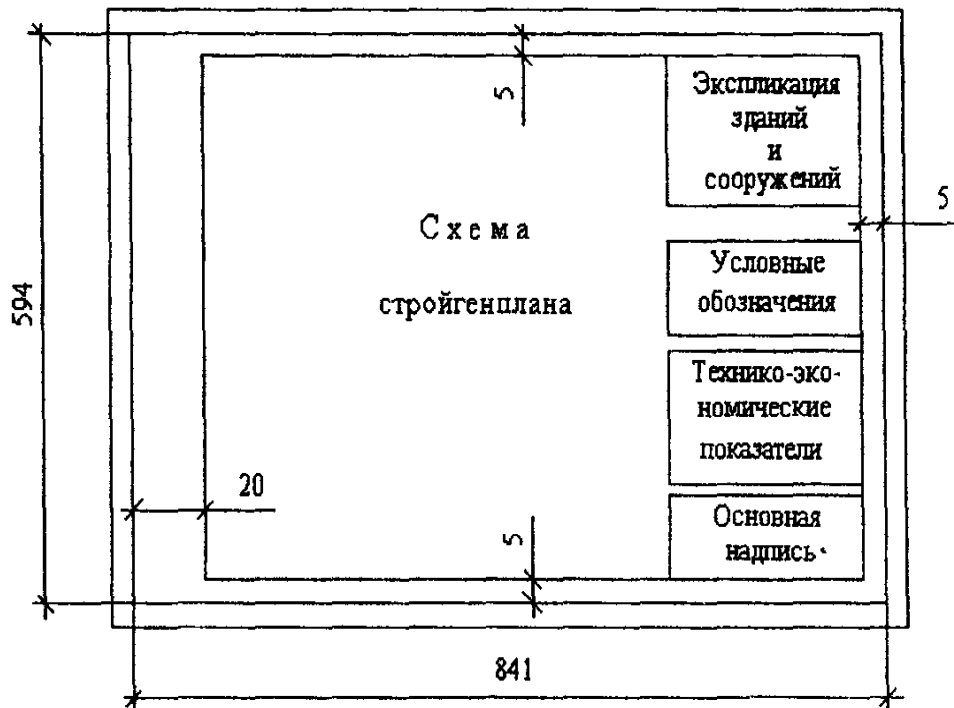 5
Экспликация
зданий
и
сооружений
5
Схема
стройгенплана
594
Условные
обозначения
Технико-эко-
номические
показатели
20
5
Основная
надпись
841